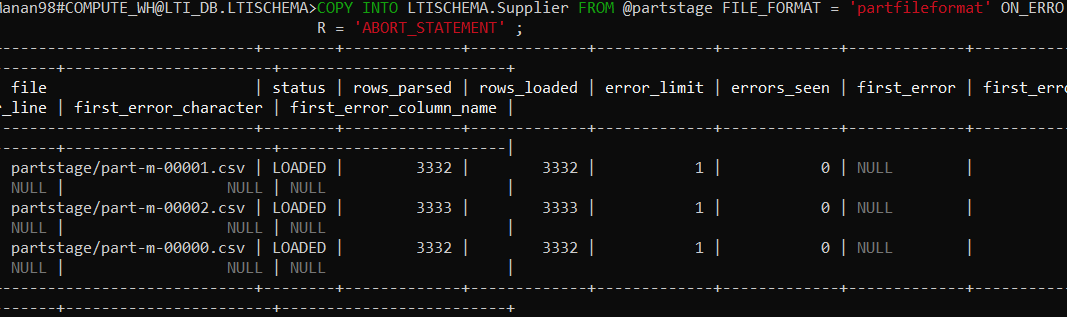 Manan98#COMPUTE_WH@LTI_DB.LTISCHEMA>COPY INTO LTISCHEMA.Supplier FROM @partstage FILE_FORMAT = 'partfileformat' ON_ERRO
R = 'ABORT_STATEMENT' ;
file | status | rows_parsed | rows_loaded | error_limit | errors_seen | first_error | first_erro
r_line | first_error_character | first_error_column_name |
partstage/part-m-00001.csv | LOADED | 3332 | 3332 | 1 | 0 | NULL |
NULL | NULL | NULL |
partstage/part-m-00002.csv | LOADED | 3333 | 3333 | 1 | 0 | NULL |
NULL | NULL | NULL |
partstage/part-m-00000.csv | LOADED | 3332 | 3332 | 1 | 0 | NULL |
NULL | NULL | NULL |